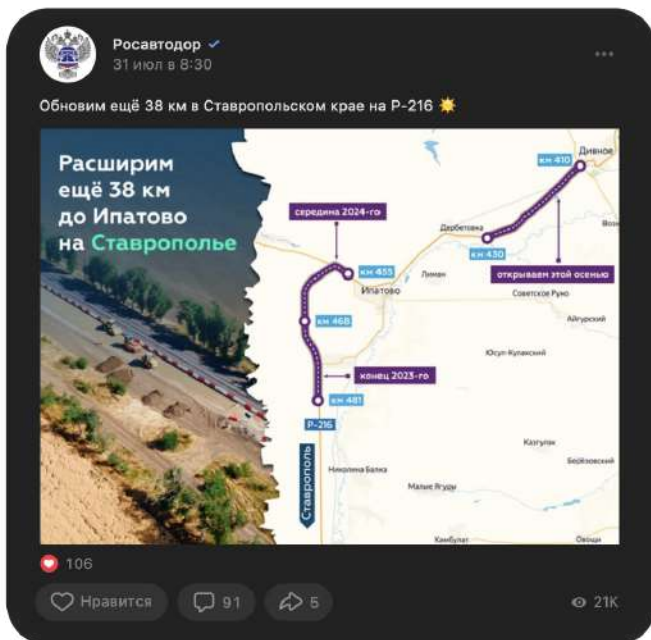 Росавтодор
31 июл в 8:30
Обновим ещё 38 км в Ставропольском крае на Р-216
Расширим
ещё 38 км
до Ипатово
на Ставрополье
км 410
Дивное
середина 2024-го
Дербетовка
км 430
км 455
Лиман
открываем этой осенью
Ипатово
Советское Руно
км 468
Айгурский
Юсуп-Кулакский
конец 2023-го
км 481
Р-216
Ставрополь
Николина Балка
Казгулак
Берёзовский
Малые Ягуры
Камбулат
Овощи
106
Нравится
91
5
21K